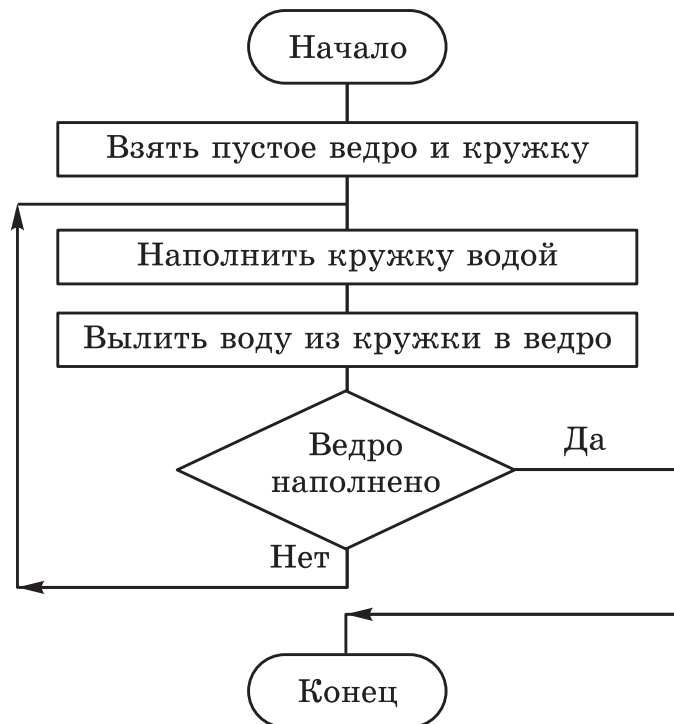 Начало
Взять пустое ведро и кружку
Наполнить кружку водой
Вылить воду из кружки в ведро
Ведро
наполнено
Да
Нет
Конец